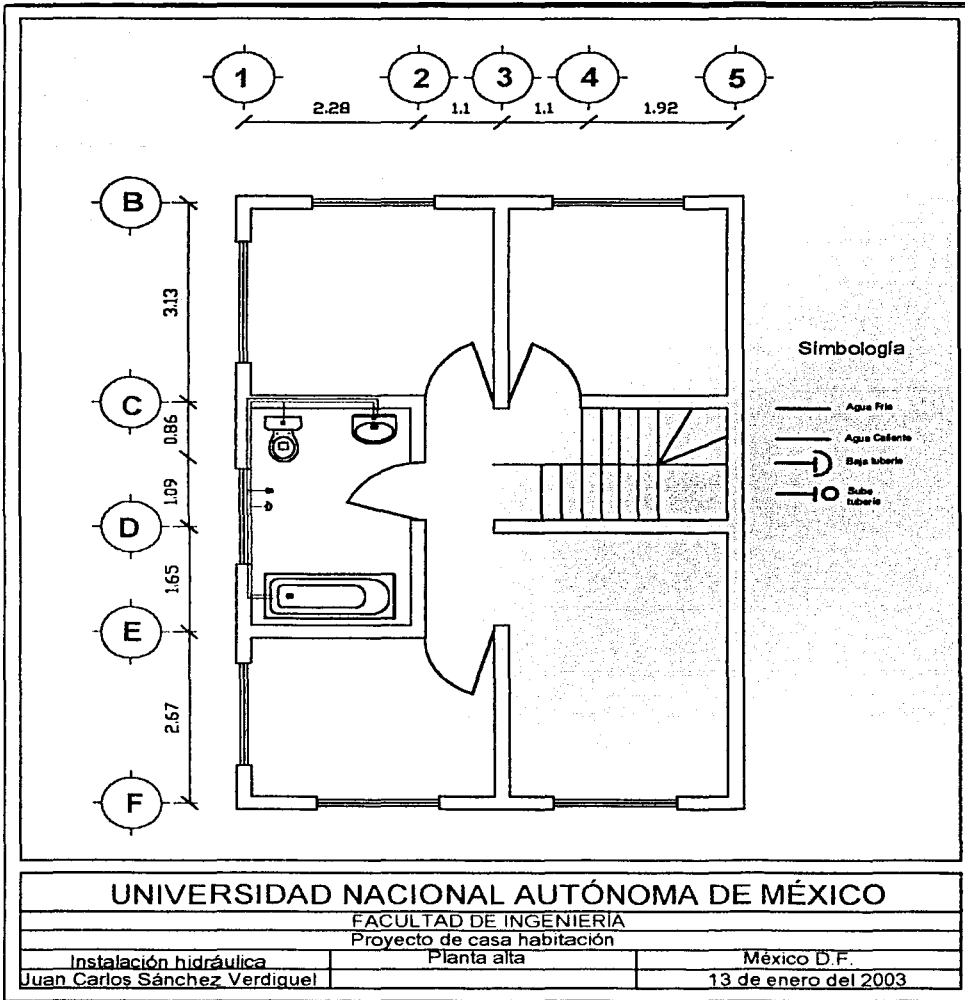 1 2 3 4 5
2.28 1.1 1.1 1.92
B
3.13
C
0.86
1.09
D
1.65
E
2.67
F
Simbología
Agua Fria
Agua Caliente
Baja tuberia
Sube
tuberia
UNIVERSIDAD NACIONAL AUTÓNOMA DE MÉXICO
FACULTAD DE INGENIERÍA
Proyecto de casa habitación
Instalación hidráulica Planta alta México D.F.
Juan Carlos Sánchez Verdiguel 13 de enero del 2003